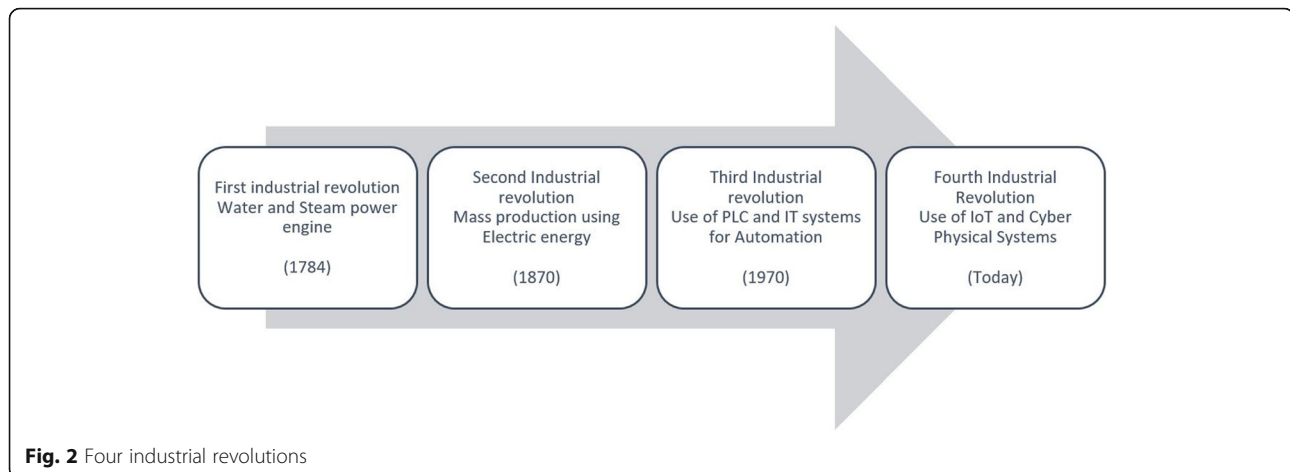 First industrial revolution
Water and Steam power
engine
(1784)
Second Industrial
revolution
Mass production using
Electric energy
(1870)
Third Industrial
revolution
Use of PLC and IT systems
for Automation
(1970)
Fourth Industrial
Revolution
Use of IoT and Cyber
Physical Systems
(Today)
Fig. 2 Four industrial revolutions